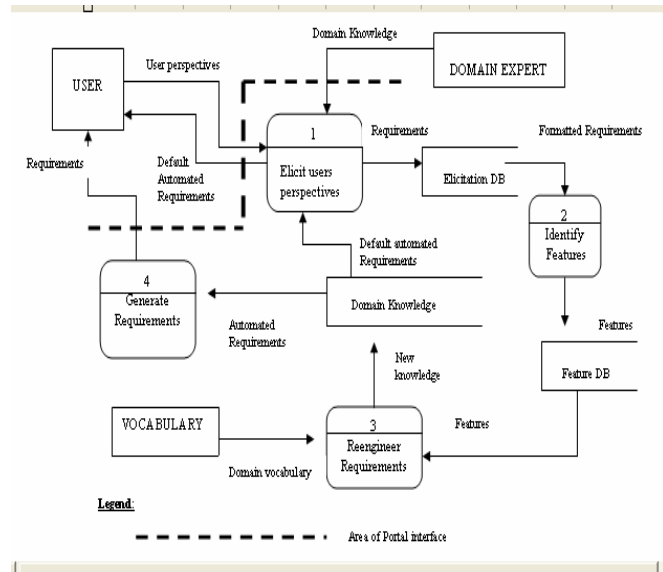 Domain Knowledge
DOMAIN EXPERT
USER
User perspectives
1
Elicit users
perspectives
Requirements
Formatted Requirements
Requirements
Default
Automated
Requirements
Elicitation DB
2
Identify
Features
Default automated
Requirements
4
Generate
Requirements
Domain Knowledge
Automated
Requirements
Features
New
knowledge
Feature DB
VOCABULARY
3
Reengineer
Requirements
Features
Domain vocabulary
Legend:
Area of Portal interface